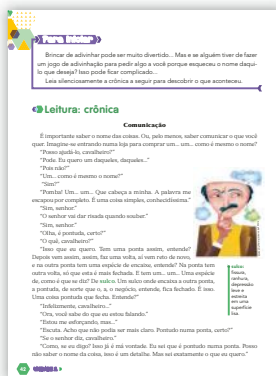 Para iniciar
Brincar de adivinhar pode ser muito divertido... Mas e se alguém tiver de fazer
um jogo de adivinhação para pedir algo a você porque esqueceu o nome daqui-
lo que deseja? Isso pode ficar complicado...
Leia silenciosamente a crônica a seguir para descobrir o que aconteceu.
Leitura: crônica
Comunicação
É importante saber o nome das coisas. Ou, pelo menos, saber comunicar o que você
quer. Imagine-se entrando numa loja para comprar um... um... como é mesmo o nome?
"Posso ajudá-lo, cavalheiro?"
"Pode. Eu quero um daqueles, daqueles..."
"Pois não?"
"Um... como é mesmo o nome?"
"Sim?"
"Pomba! Um... um... Que cabeça a minha. A palavra me
escapou por completo. É uma coisa simples, conhecidíssima."
"Sim, senhor."
"O senhor vai dar risada quando souber."
"Sim, senhor."
"Olha, é pontuda, certo?"
"O quê, cavalheiro?"
"Isso que eu quero. Tem uma ponta assim, entende?
Depois vem assim, assim, faz uma volta, aí vem reto de novo,
e na outra ponta tem uma espécie de encaixe, entende? Na ponta tem
outra volta, só que esta é mais fechada. E tem um... um... Uma espécie
de, como é que se diz? De sulco. Um sulco onde encaixa a outra ponta,
a pontuda, de sorte que o, a, o negócio, entende, fica fechado. É isso.
Uma coisa pontuda que fecha. Entende?"
"Infelizmente, cavalheiro..."
"Ora, você sabe do que eu estou falando."
"Estou me esforçando, mas..."
"Escuta. Acho que não podia ser mais claro. Pontudo numa ponta, certo?"
"Se o senhor diz, cavalheiro."
"Como, se eu digo? Isso já é má vontade. Eu sei que é pontudo numa ponta. Posso
não saber o nome da coisa, isso é um detalhe. Mas sei exatamente o que eu quero."
sulco:
fissura,
ranhura,
depressão
leve e
estreita
em uma
superfície
lisa.
42